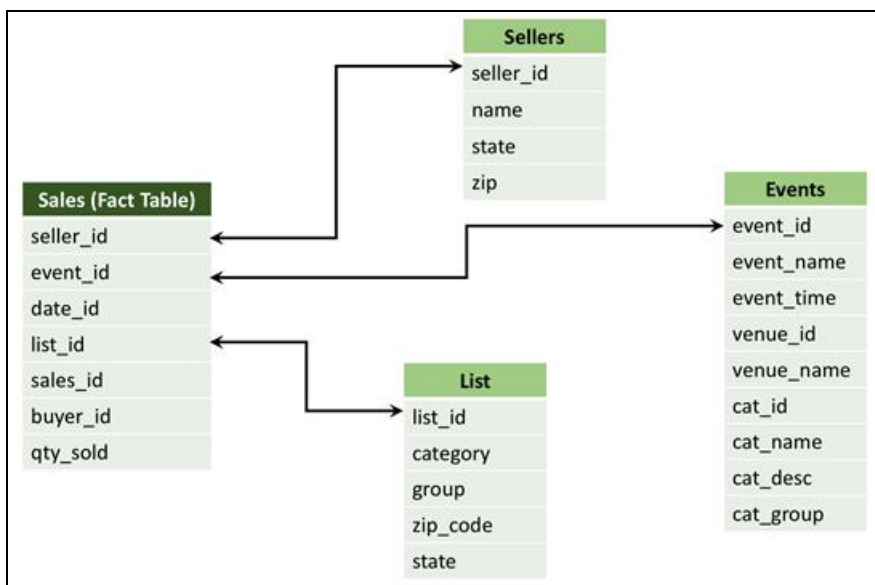 Sellers
seller_id
name
state
zip
Sales (Fact Table)
seller_id
event_id
date_id
list_id
sales_id
buyer_id
qty_sold
List
list_id
category
group
zip_code
state
Events
event_id
event_name
event_time
venue_id
venue_name
cat_id
cat_name
cat_desc
cat_group